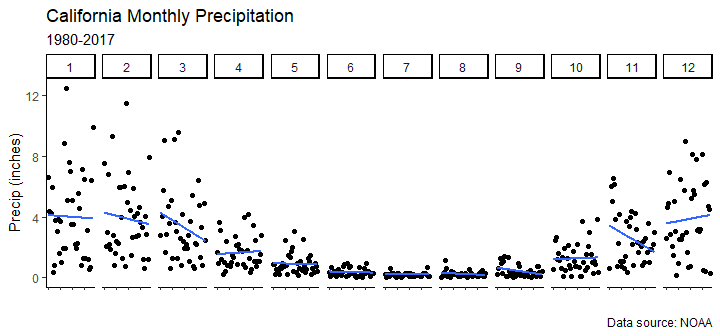 California Monthly Precipitation
1980-2017
1 2 3 4 5 6 7 8 9 10 11 12
Precip (inches)
12
8
4
0
Data source: NOAA